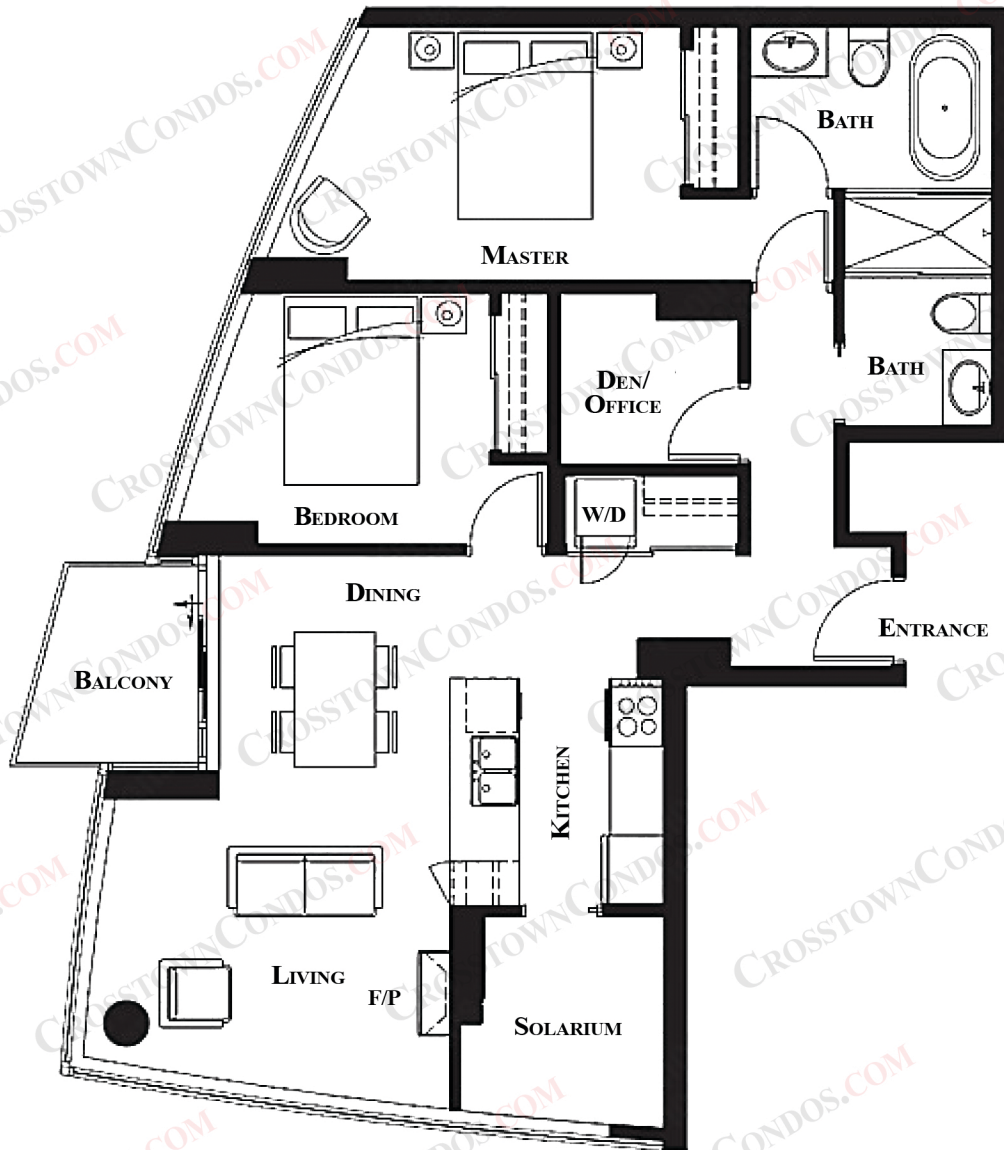 BATH
MASTER
DEN/
OFFICE
BATH
BEDROOM
W/D
DINING
ENTRANCE
BALCONY
KITCHEN
LIVING
F/P
SOLARIUM
CROSSTOWNCONDOS.COM